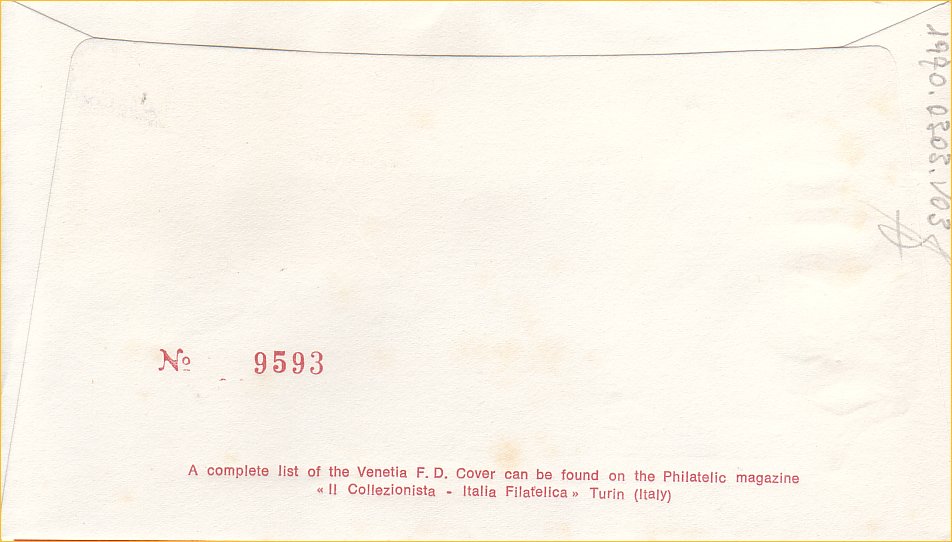 1970.0303.103
№ 9593
A complete list of the Venetia F. D. Cover can be found on the Philatelic magazine
« Il Collezionista - Italia Filatelica » Turin (Italy)